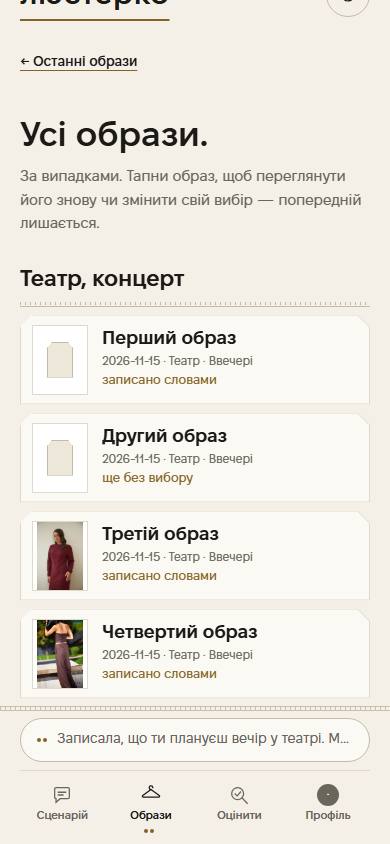 ← Останні образи
Усі образи.
За випадками. Тапни образ, щоб переглянути
його знову чи змінити свій вибір — попередній
лишається.
Театр, концерт
Перший образ
2026-11-15 · Театр · Ввечері
записано словами
Другий образ
2026-11-15 · Театр · Ввечері
ще без вибору
Третій образ
2026-11-15 · Театр · Ввечері
записано словами
Четвертий образ
2026-11-15 · Театр · Ввечері
записано словами
Записала, що ти плануєш вечір у театрі. М...
Сценарій Образи Оцінити Профіль